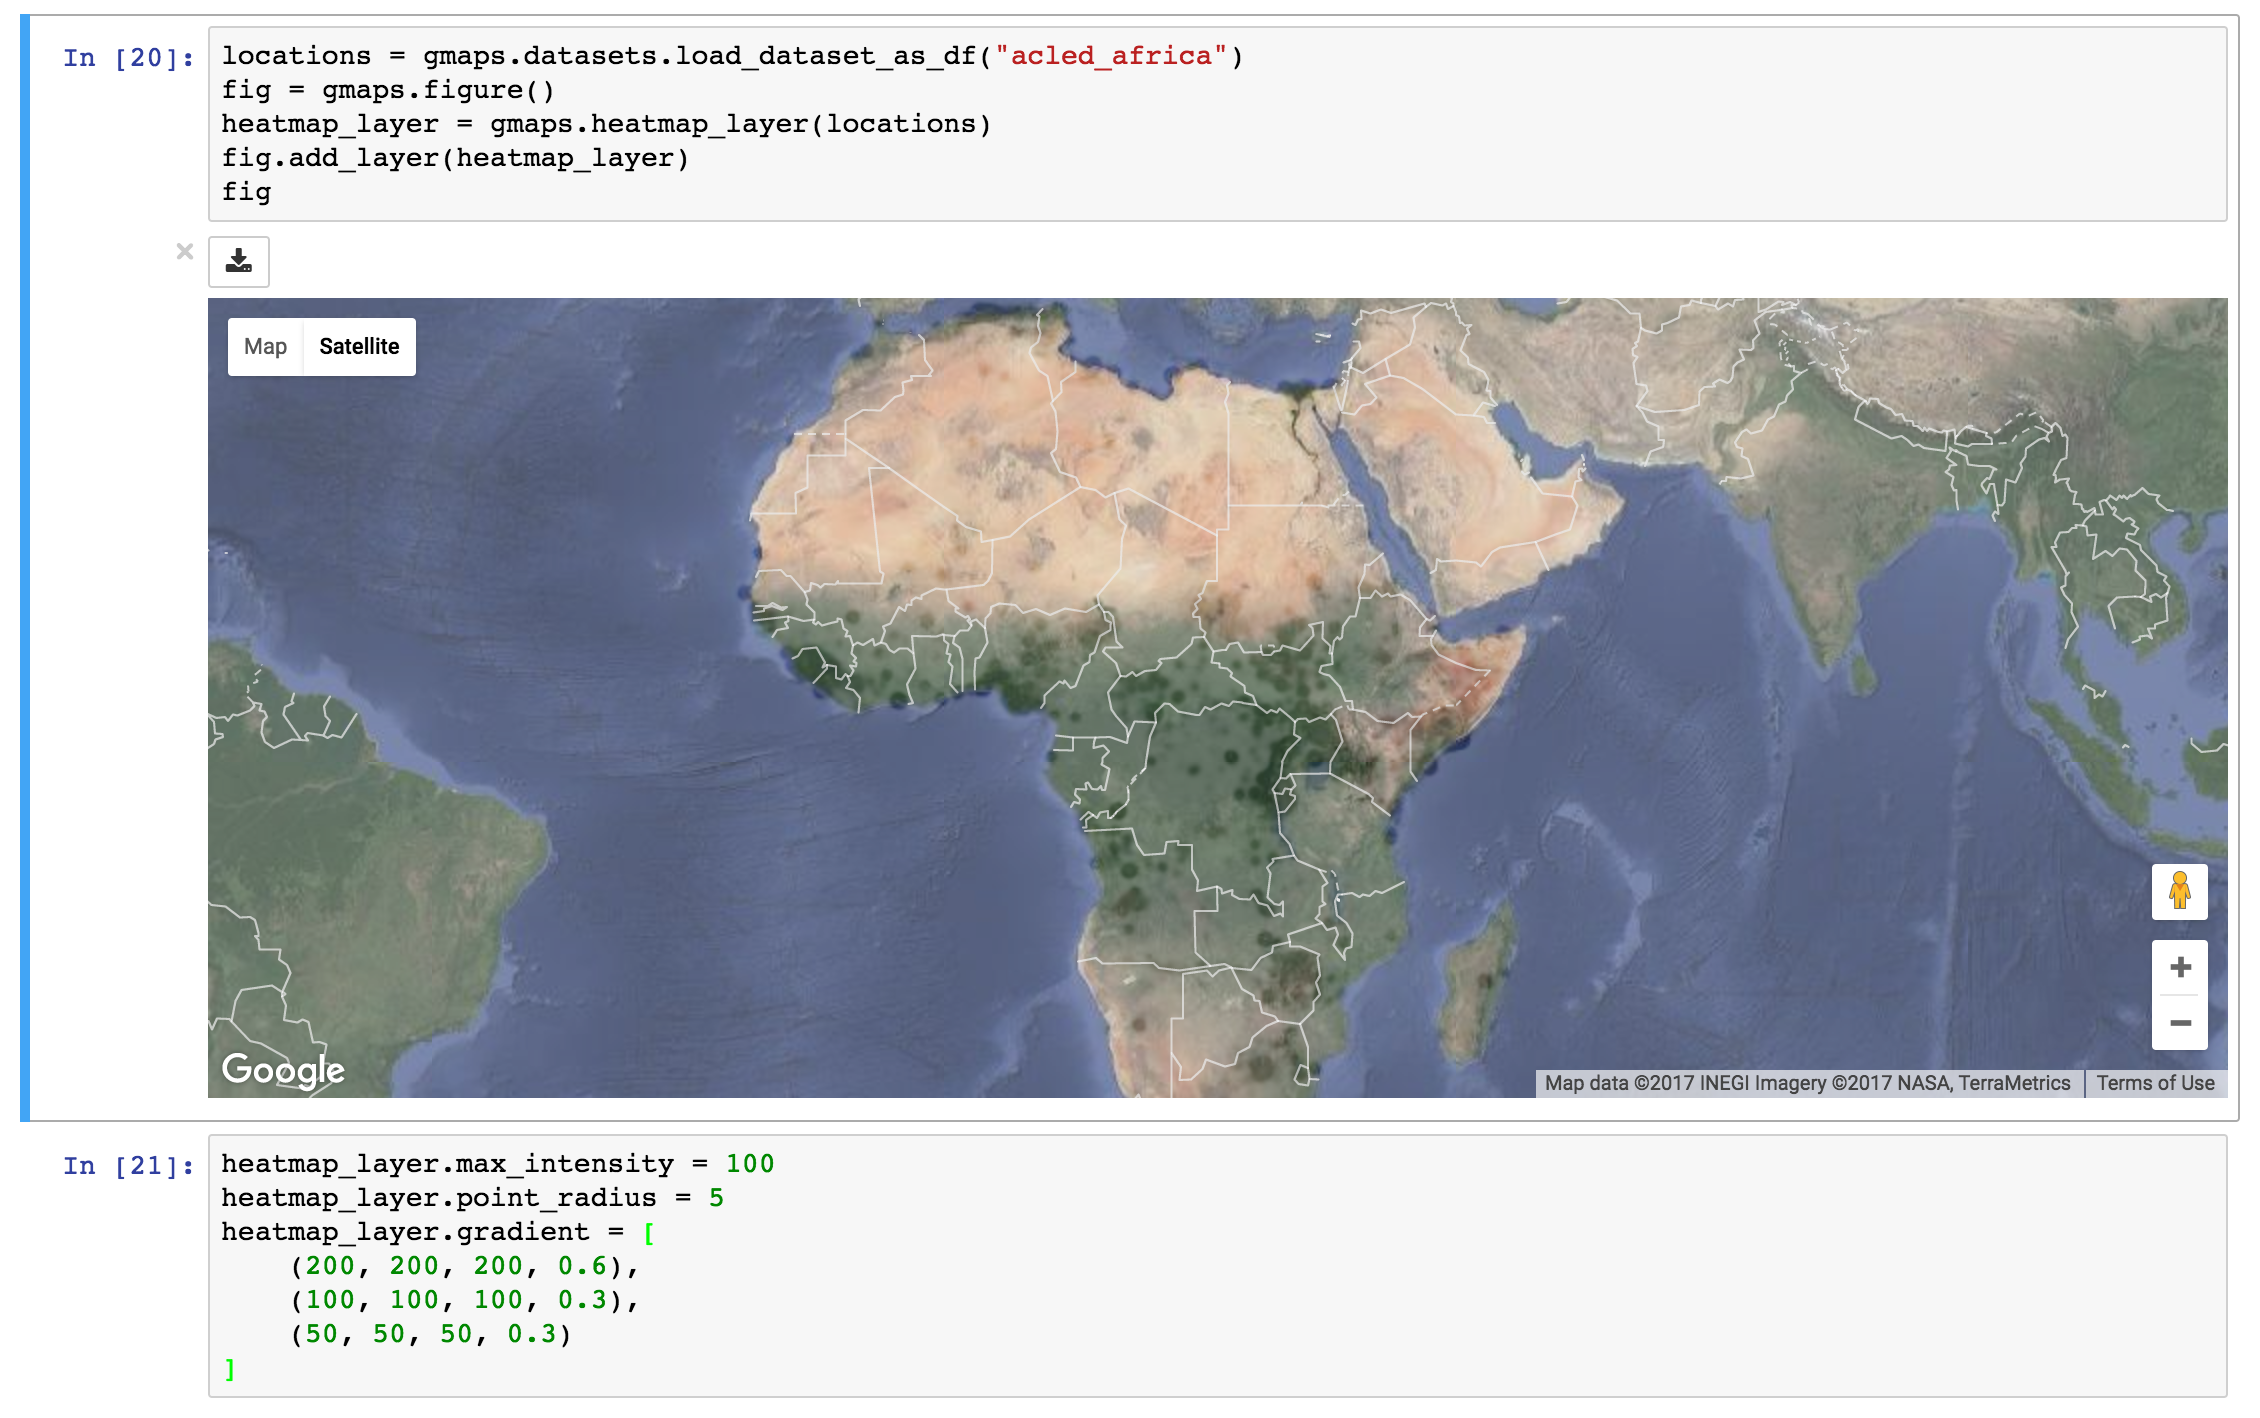 In [20]:
locations = gmaps.datasets.load_dataset_as_df("acled_africa")
fig = gmaps.figure()
heatmap_layer = gmaps.heatmap_layer(locations)
fig.add_layer(heatmap_layer)
fig
Map Satellite
Google
Map data ©2017 INEGI Imagery ©2017 NASA, TerraMetrics Terms of Use
In [21]:
heatmap_layer.max_intensity = 100
heatmap_layer.point_radius = 5
heatmap_layer.gradient = [
    (200, 200, 200, 0.6),
    (100, 100, 100, 0.3),
    (50, 50, 50, 0.3)
]